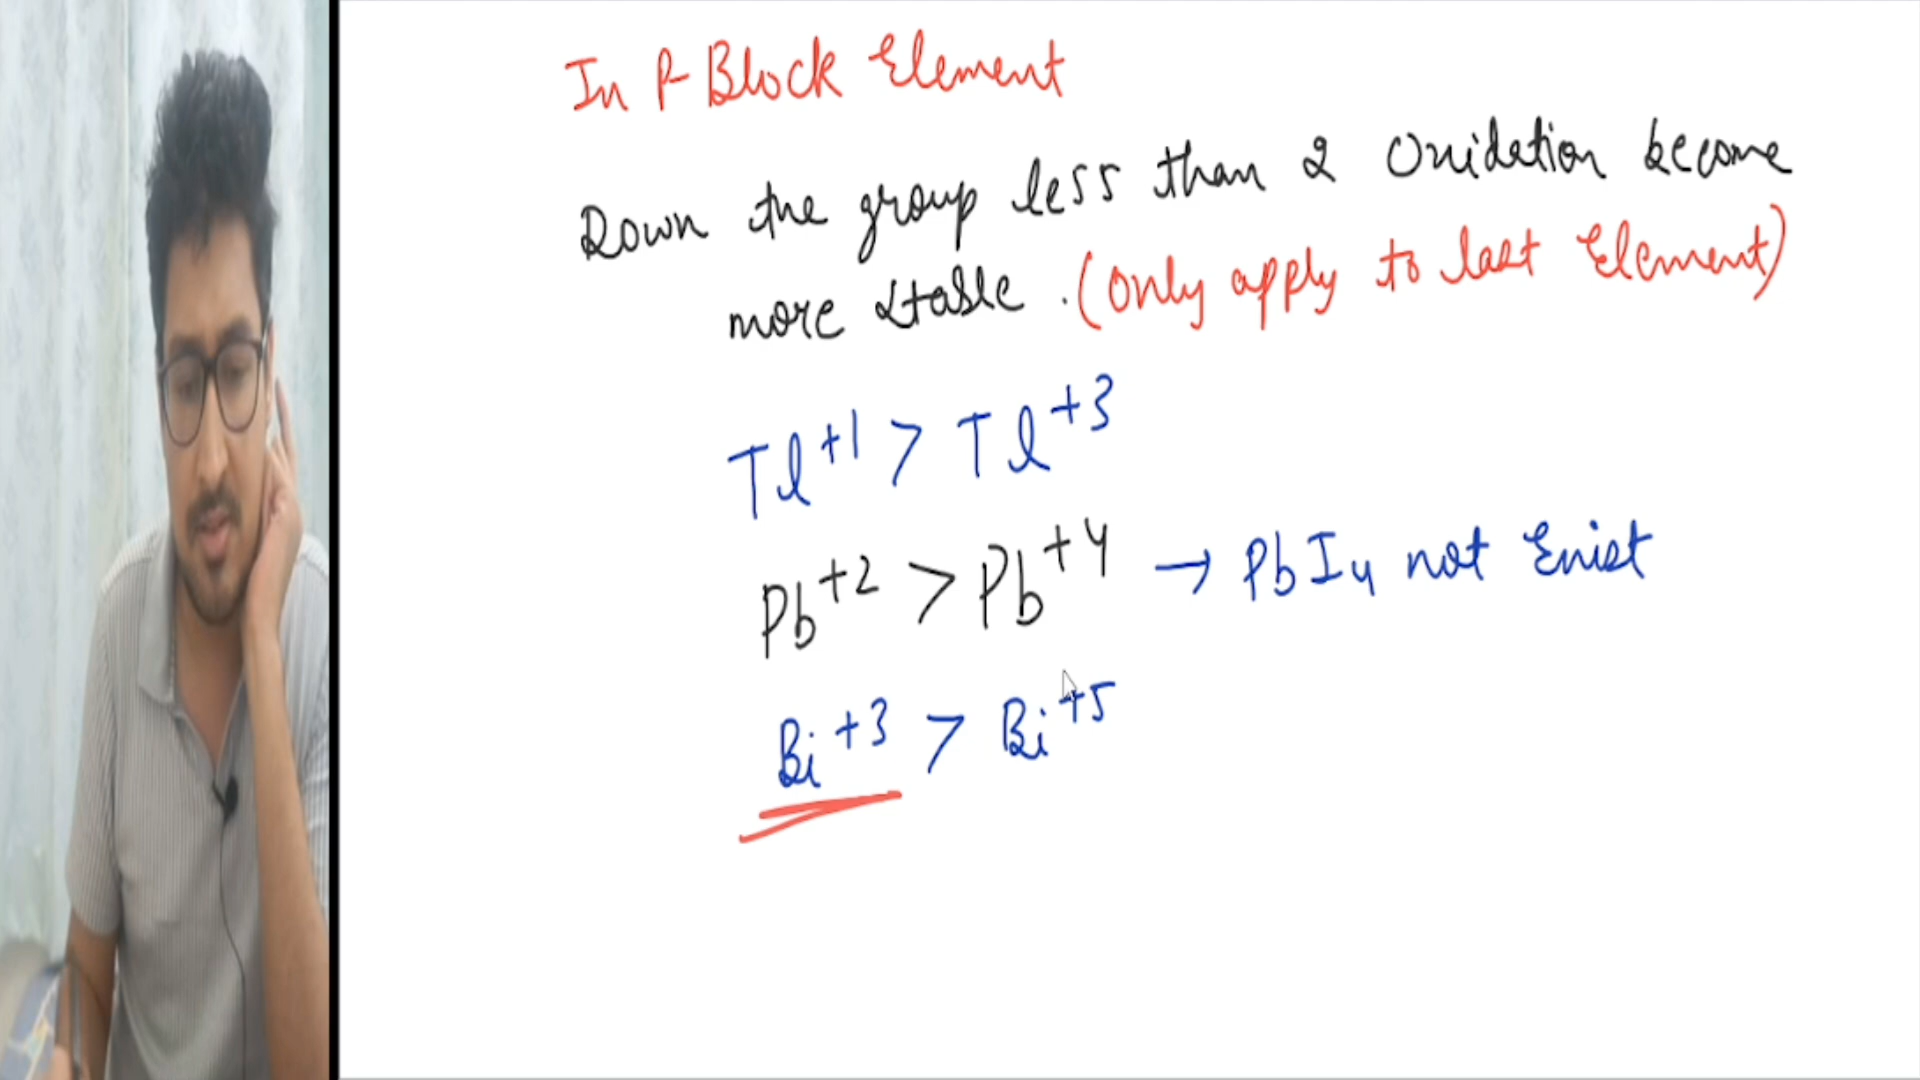 In P-Block Element
Down the group less than 2 Oxidation become
more stable. (Only apply to last Element)
Tl+1 > Tl+3
Pb+2 > Pb+4 → PbI4 not Exist
Bi+3 > Bi+5